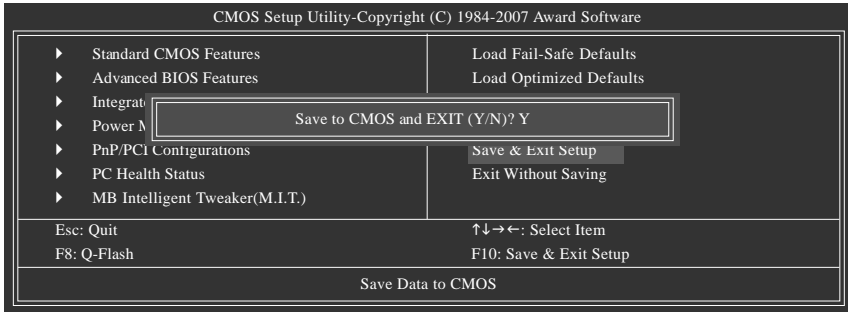 CMOS Setup Utility-Copyright (C) 1984-2007 Award Software
Standard CMOS Features
Advanced BIOS Features
Integrat
Power M
PnP/PCI Configurations
PC Health Status
MB Intelligent Tweaker(M.I.T.)
Load Fail-Safe Defaults
Load Optimized Defaults
Save to CMOS and EXIT (Y/N)? Y
Save & Exit Setup
Exit Without Saving
Esc: Quit
↑↓→←: Select Item
F8: Q-Flash
F10: Save & Exit Setup
Save Data to CMOS